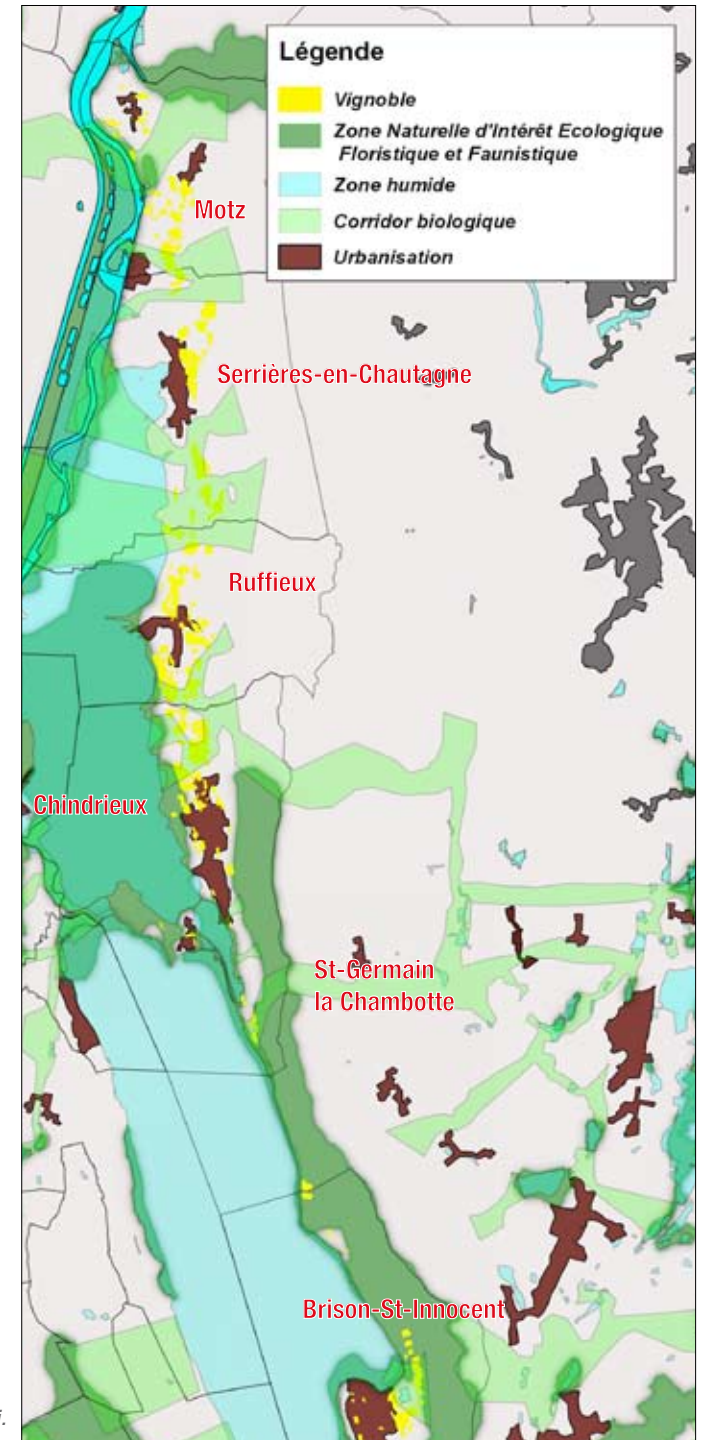 Légende
Vignoble
Zone Naturelle d'Intérêt Ecologique
Floristique et Faunistique
Zone humide
Corridor biologique
Urbanisation
Motz
Serrières-en-Chautagne
Ruffieux
Chindrieux
St-Germain
la Chambotte
Brison-St-Innocent
i.